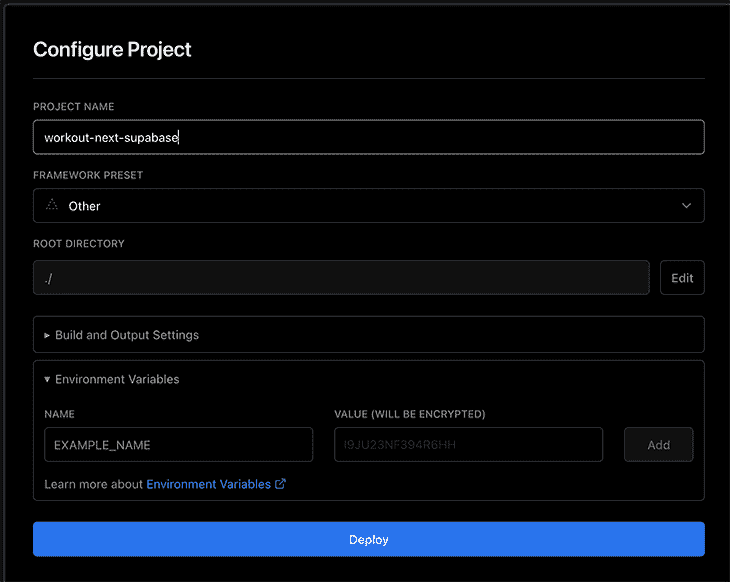 Configure Project
PROJECT NAME
workout-next-supabase
FRAMEWORK PRESET
Other
ROOT DIRECTORY
./
Edit
Build and Output Settings
Environment Variables
NAME
VALUE (WILL BE ENCRYPTED)
EXAMPLE_NAME
I9JU23NF394R6HH
Add
Learn more about Environment Variables
Deploy